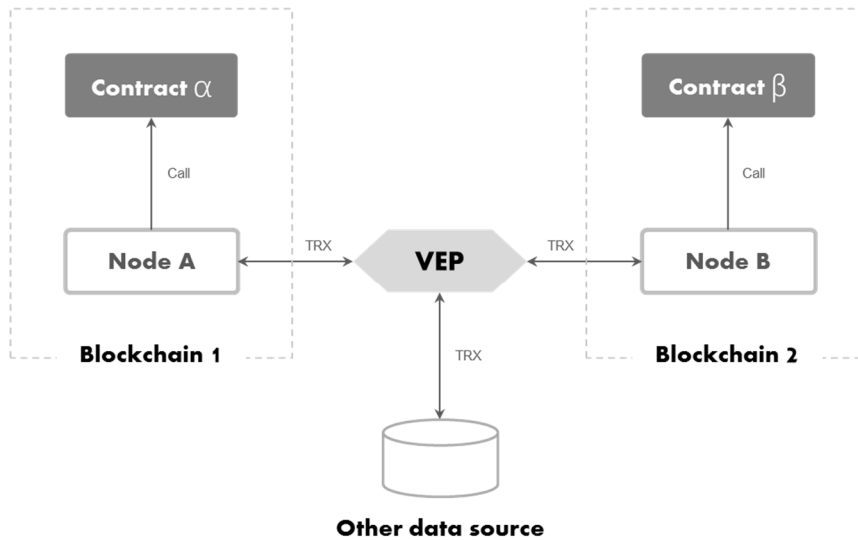 Contract α
Contract β
Call
Call
Node A
TRX
VEP
TRX
Node B
Blockchain 1
TRX
Blockchain 2
Other data source